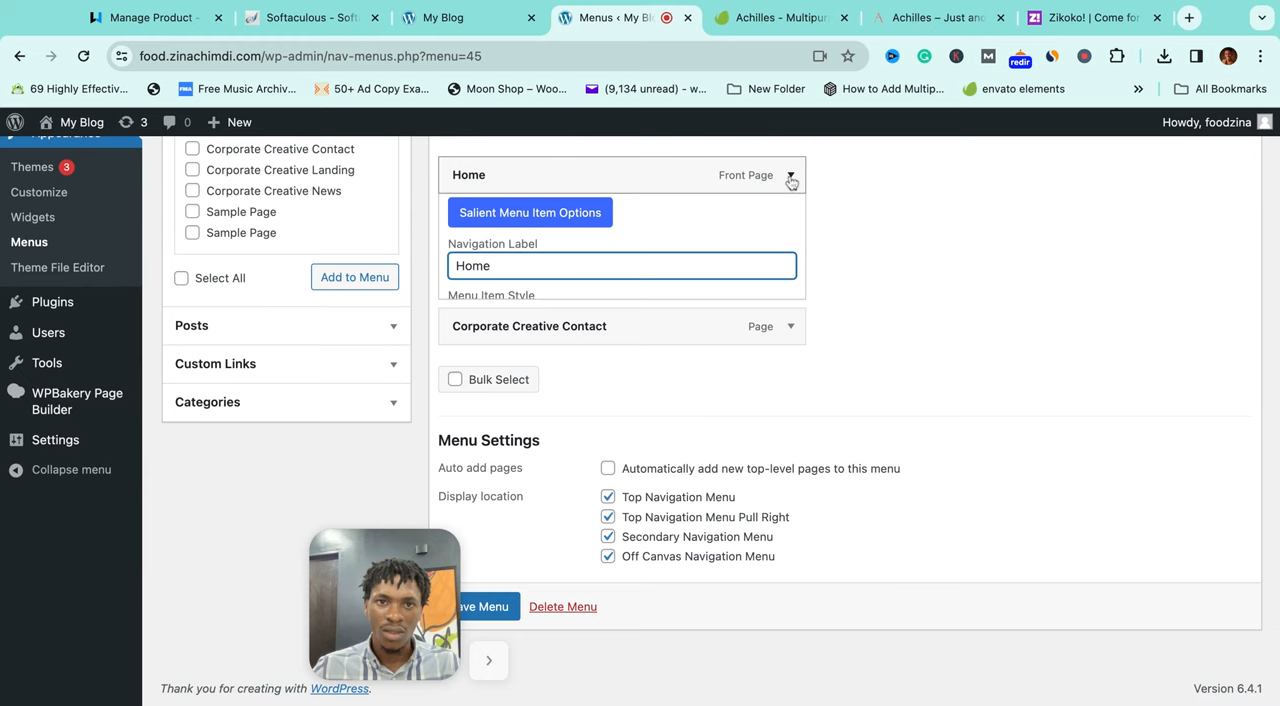 Manage Product -
Softaculous - Soft
My Blog
Menus ‹ My Bl
Achilles - Multipur
Achilles – Just an
Zikoko! | Come fo
food.zinachimdi.com/wp-admin/nav-menus.php?menu=45
redir
69 Highly Effectiv...
Free Music Archiv...
50+ Ad Copy Exa...
Moon Shop – Woo...
(9,134 unread) - w...
New Folder
How to Add Multip...
envato elements
All Bookmarks
My Blog
3
0
New
Howdy, foodzina
Appearance
Themes 3
Customize
Widgets
Menus
Theme File Editor
Plugins
Users
Tools
WPBakery Page
Builder
Settings
Collapse menu
Corporate Creative Contact
Corporate Creative Landing
Corporate Creative News
Sample Page
Sample Page
Select All
Add to Menu
Posts
Custom Links
Categories
Home
Front Page
Salient Menu Item Options
Navigation Label
Home
Menu Item Style
Corporate Creative Contact
Page
Bulk Select
Menu Settings
Auto add pages
Automatically add new top-level pages to this menu
Display location
Top Navigation Menu
Top Navigation Menu Pull Right
Secondary Navigation Menu
Off Canvas Navigation Menu
ave Menu
Delete Menu
Thank you for creating with WordPress.
Version 6.4.1